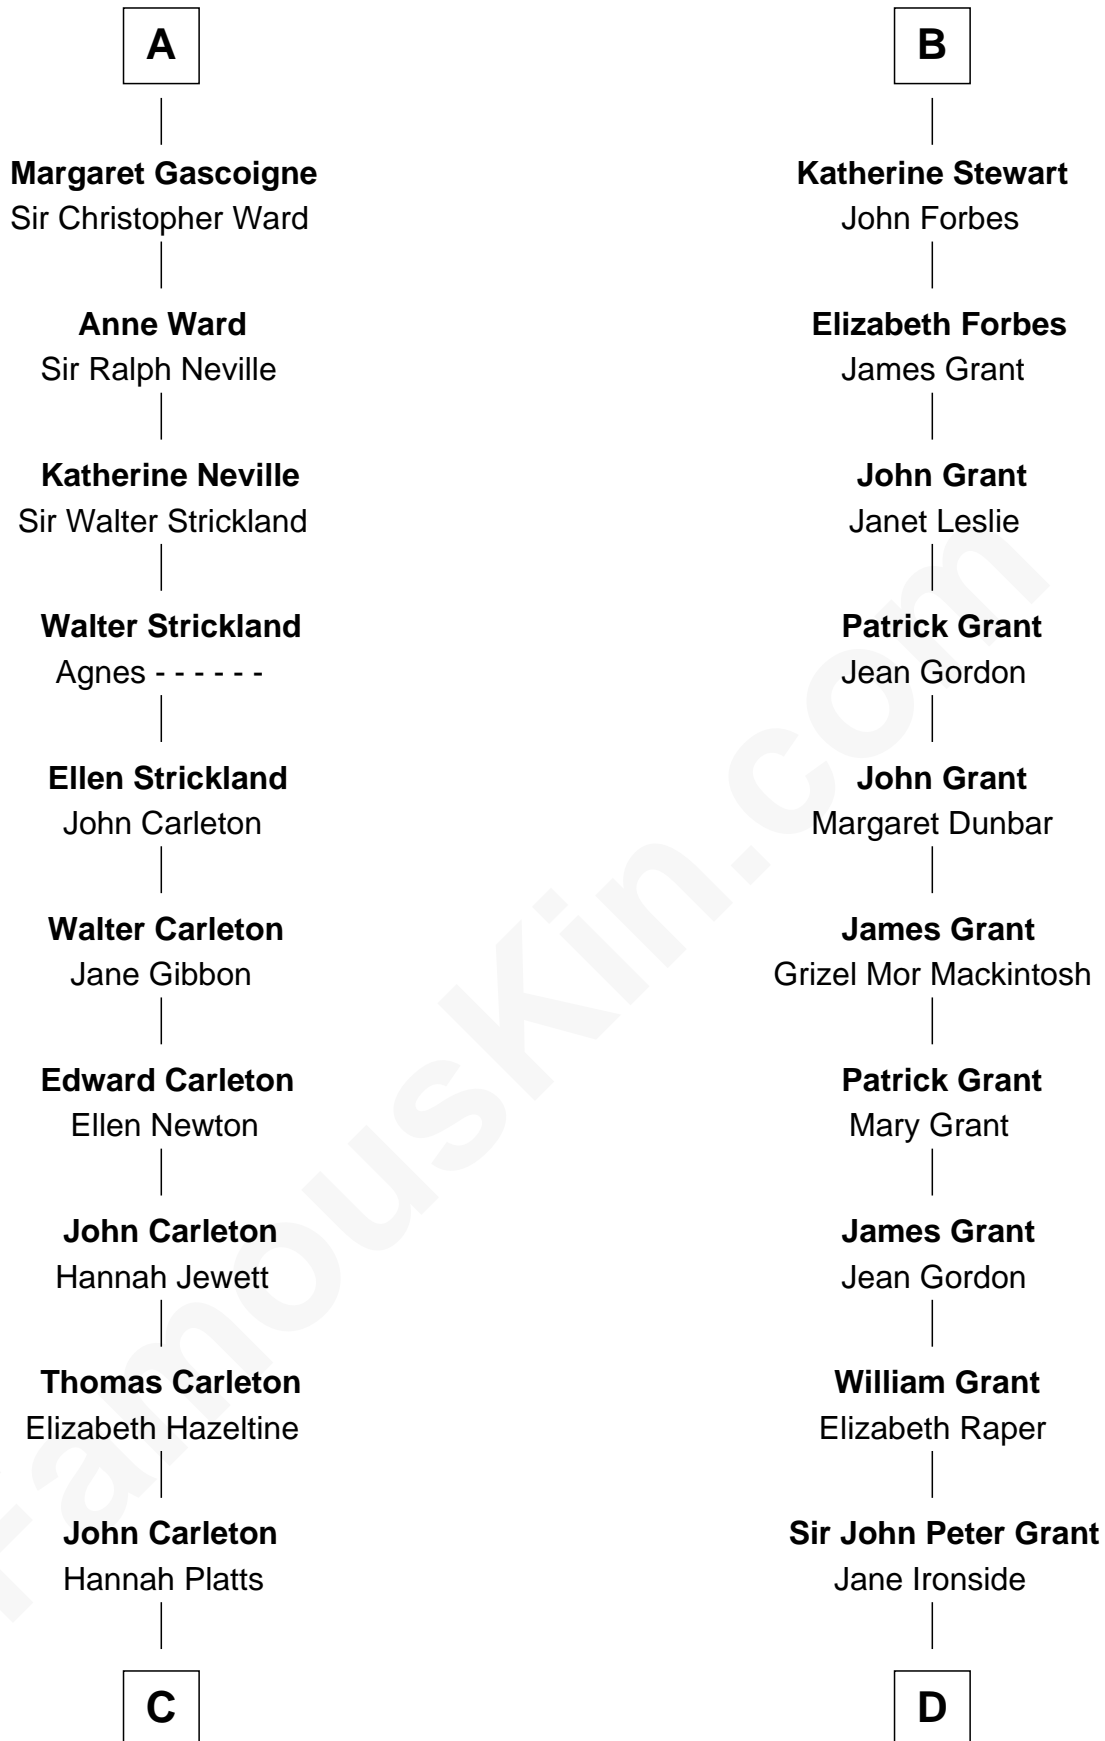 A
Margaret Gascoigne
Sir Christopher Ward
Anne Ward
Sir Ralph Neville
Katherine Neville
Sir Walter Strickland
Walter Strickland
Agnes - - - - - -
Ellen Strickland
John Carleton
Walter Carleton
Jane Gibbon
Edward Carleton
Ellen Newton
John Carleton
Hannah Jewett
Thomas Carleton
Elizabeth Hazeltine
John Carleton
Hannah Platts
C
B
Katherine Stewart
John Forbes
Elizabeth Forbes
James Grant
John Grant
Janet Leslie
Patrick Grant
Jean Gordon
John Grant
Margaret Dunbar
James Grant
Grizel Mor Mackintosh
Patrick Grant
Mary Grant
James Grant
Jean Gordon
William Grant
Elizabeth Raper
Sir John Peter Grant
Jane Ironside
D
FamousKin.com